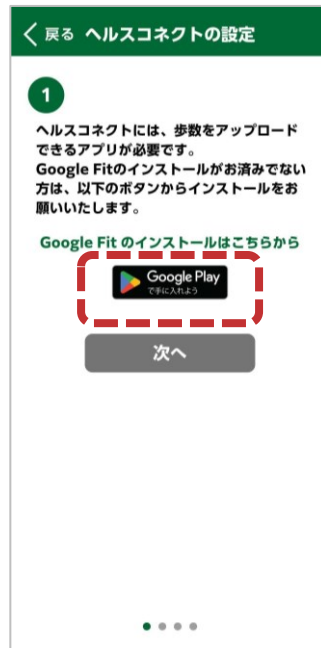 戻る ヘルスコネクトの設定
1
ヘルスコネクトには、歩数をアップロード
できるアプリが必要です。
Google Fitのインストールがお済みでない
方は、以下のボタンからインストールをお
願いいたします。
Google Fit のインストールはこちらから
Google Play
で手に入れよう
次へ